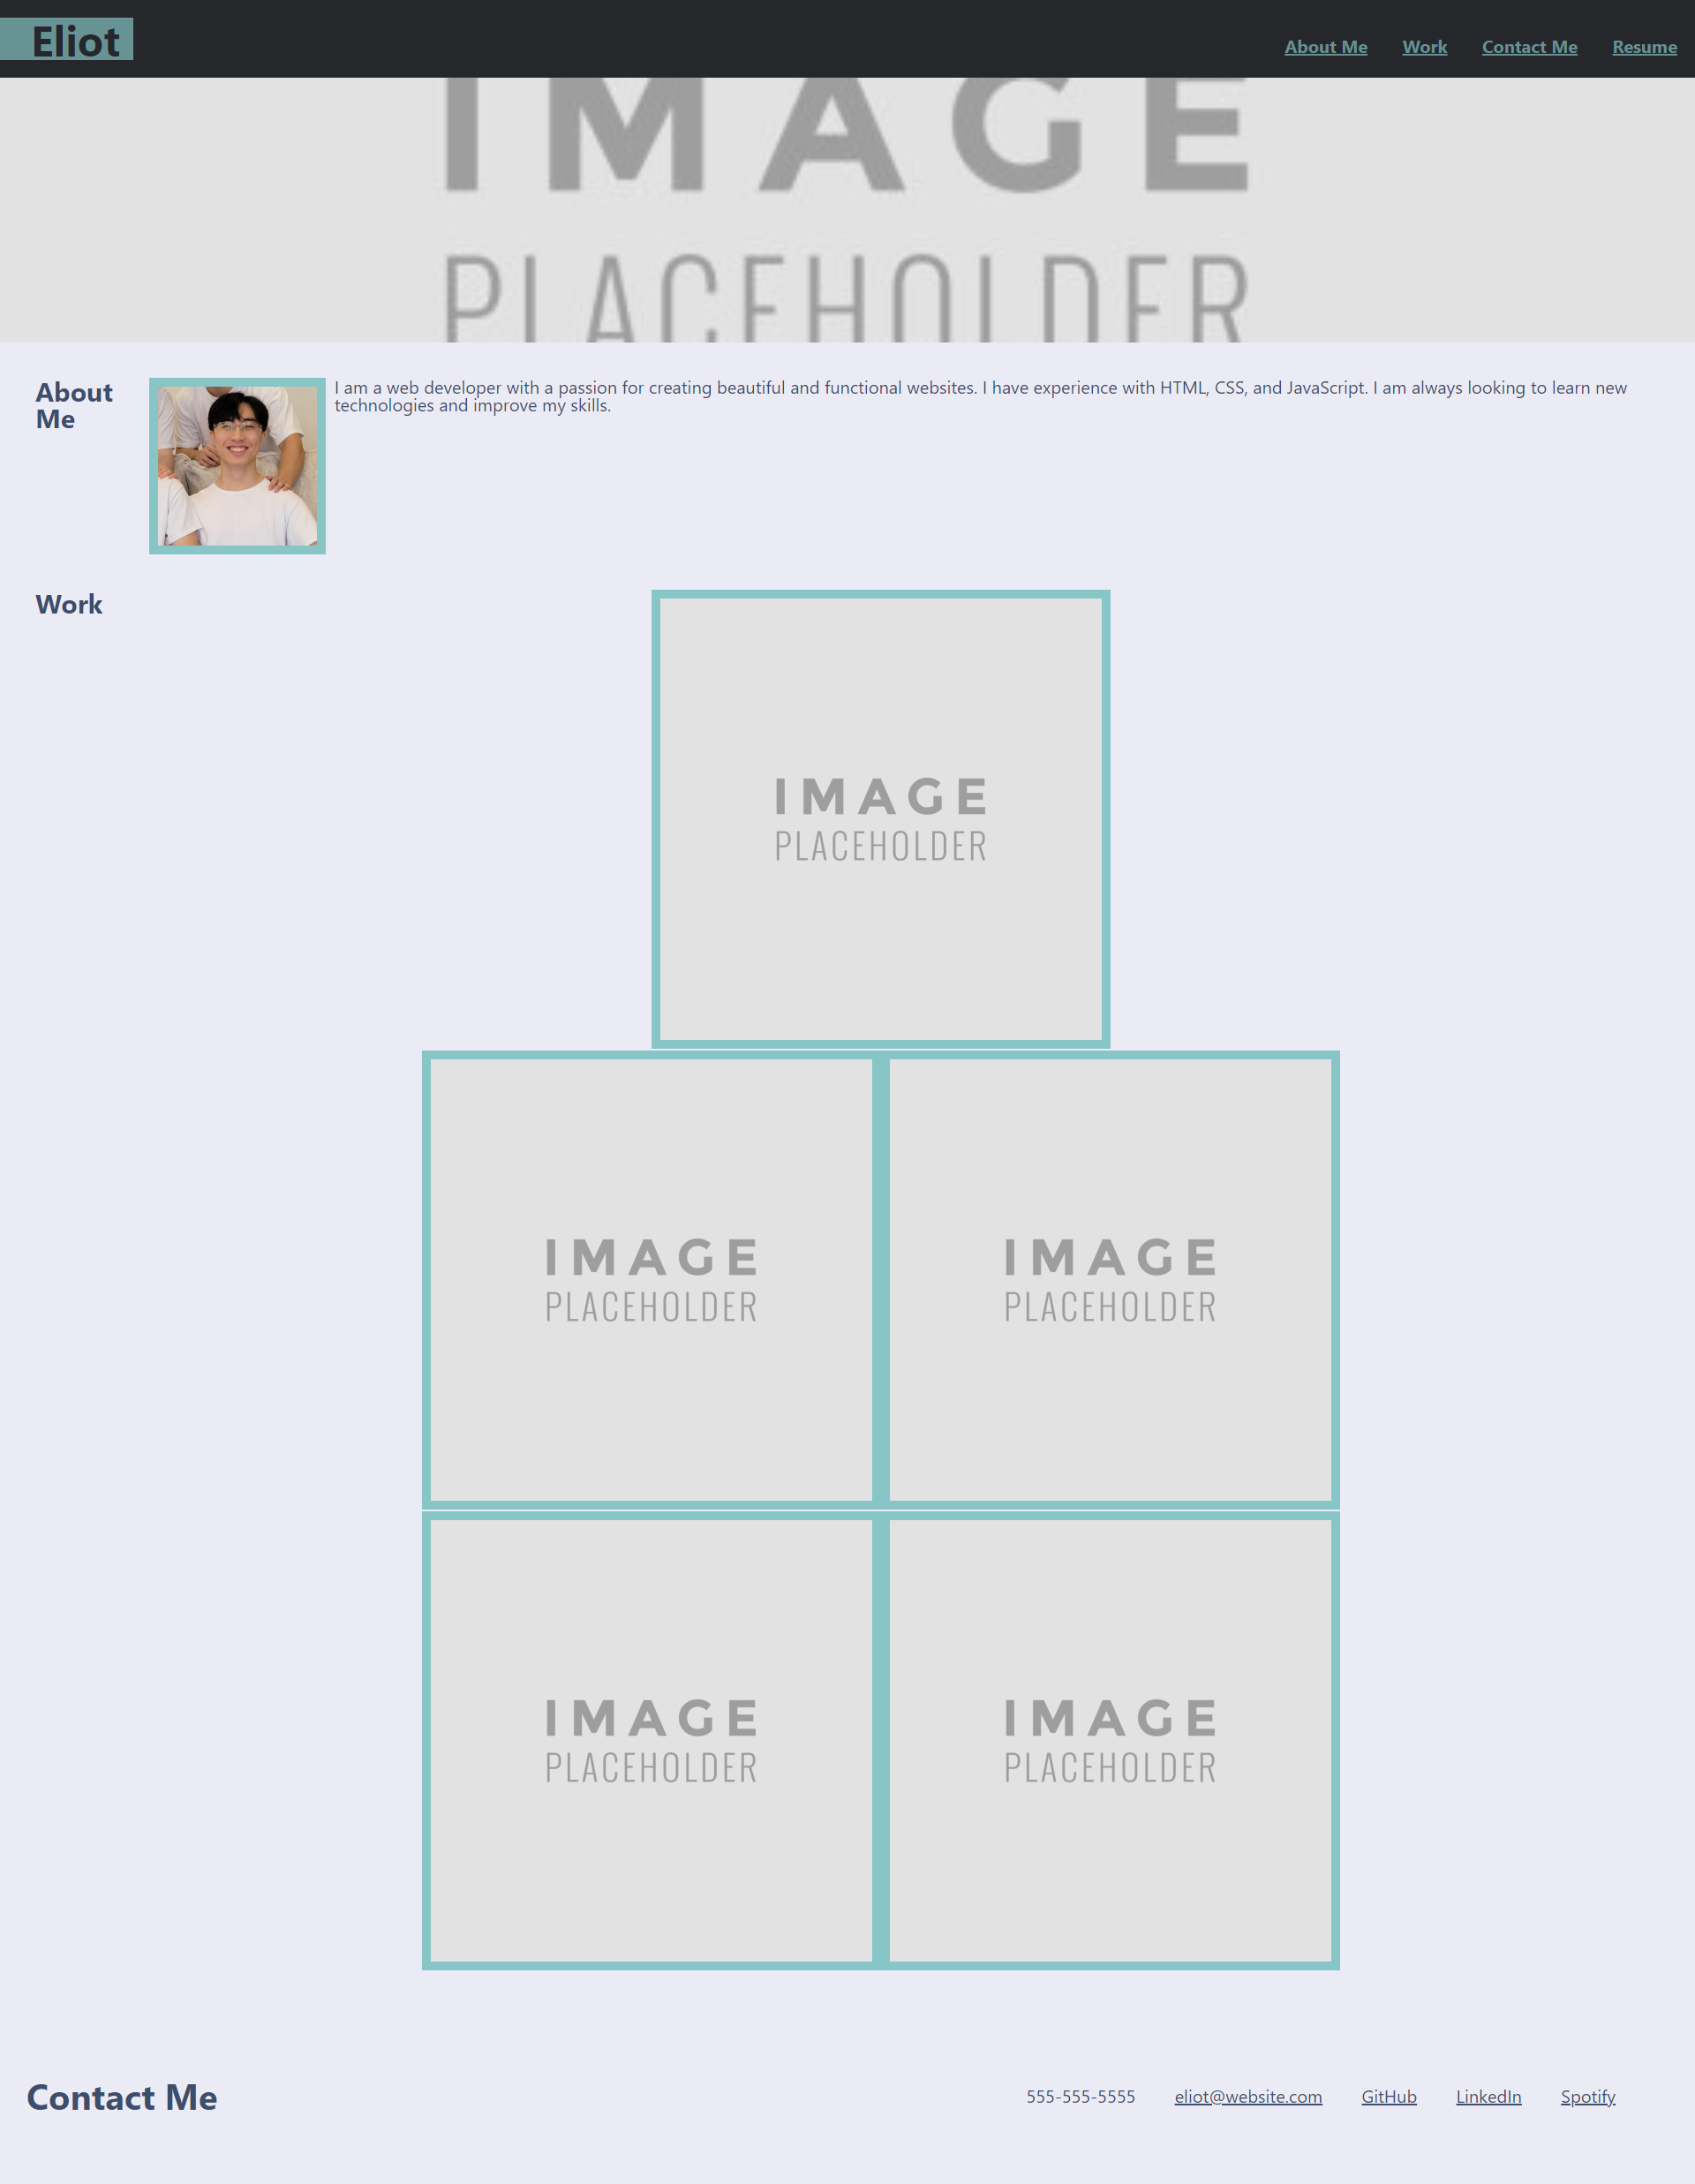 Eliot
About Me Work Contact Me Resume
IMAGE
PLACEHOLDER
About
Me
I am a web developer with a passion for creating beautiful and functional websites. I have experience with HTML, CSS, and JavaScript. I am always looking to learn new
technologies and improve my skills.
Work
IMAGE
PLACEHOLDER
IMAGE
PLACEHOLDER
IMAGE
PLACEHOLDER
IMAGE
PLACEHOLDER
IMAGE
PLACEHOLDER
Contact Me
555-555-5555 eliot@website.com GitHub LinkedIn Spotify